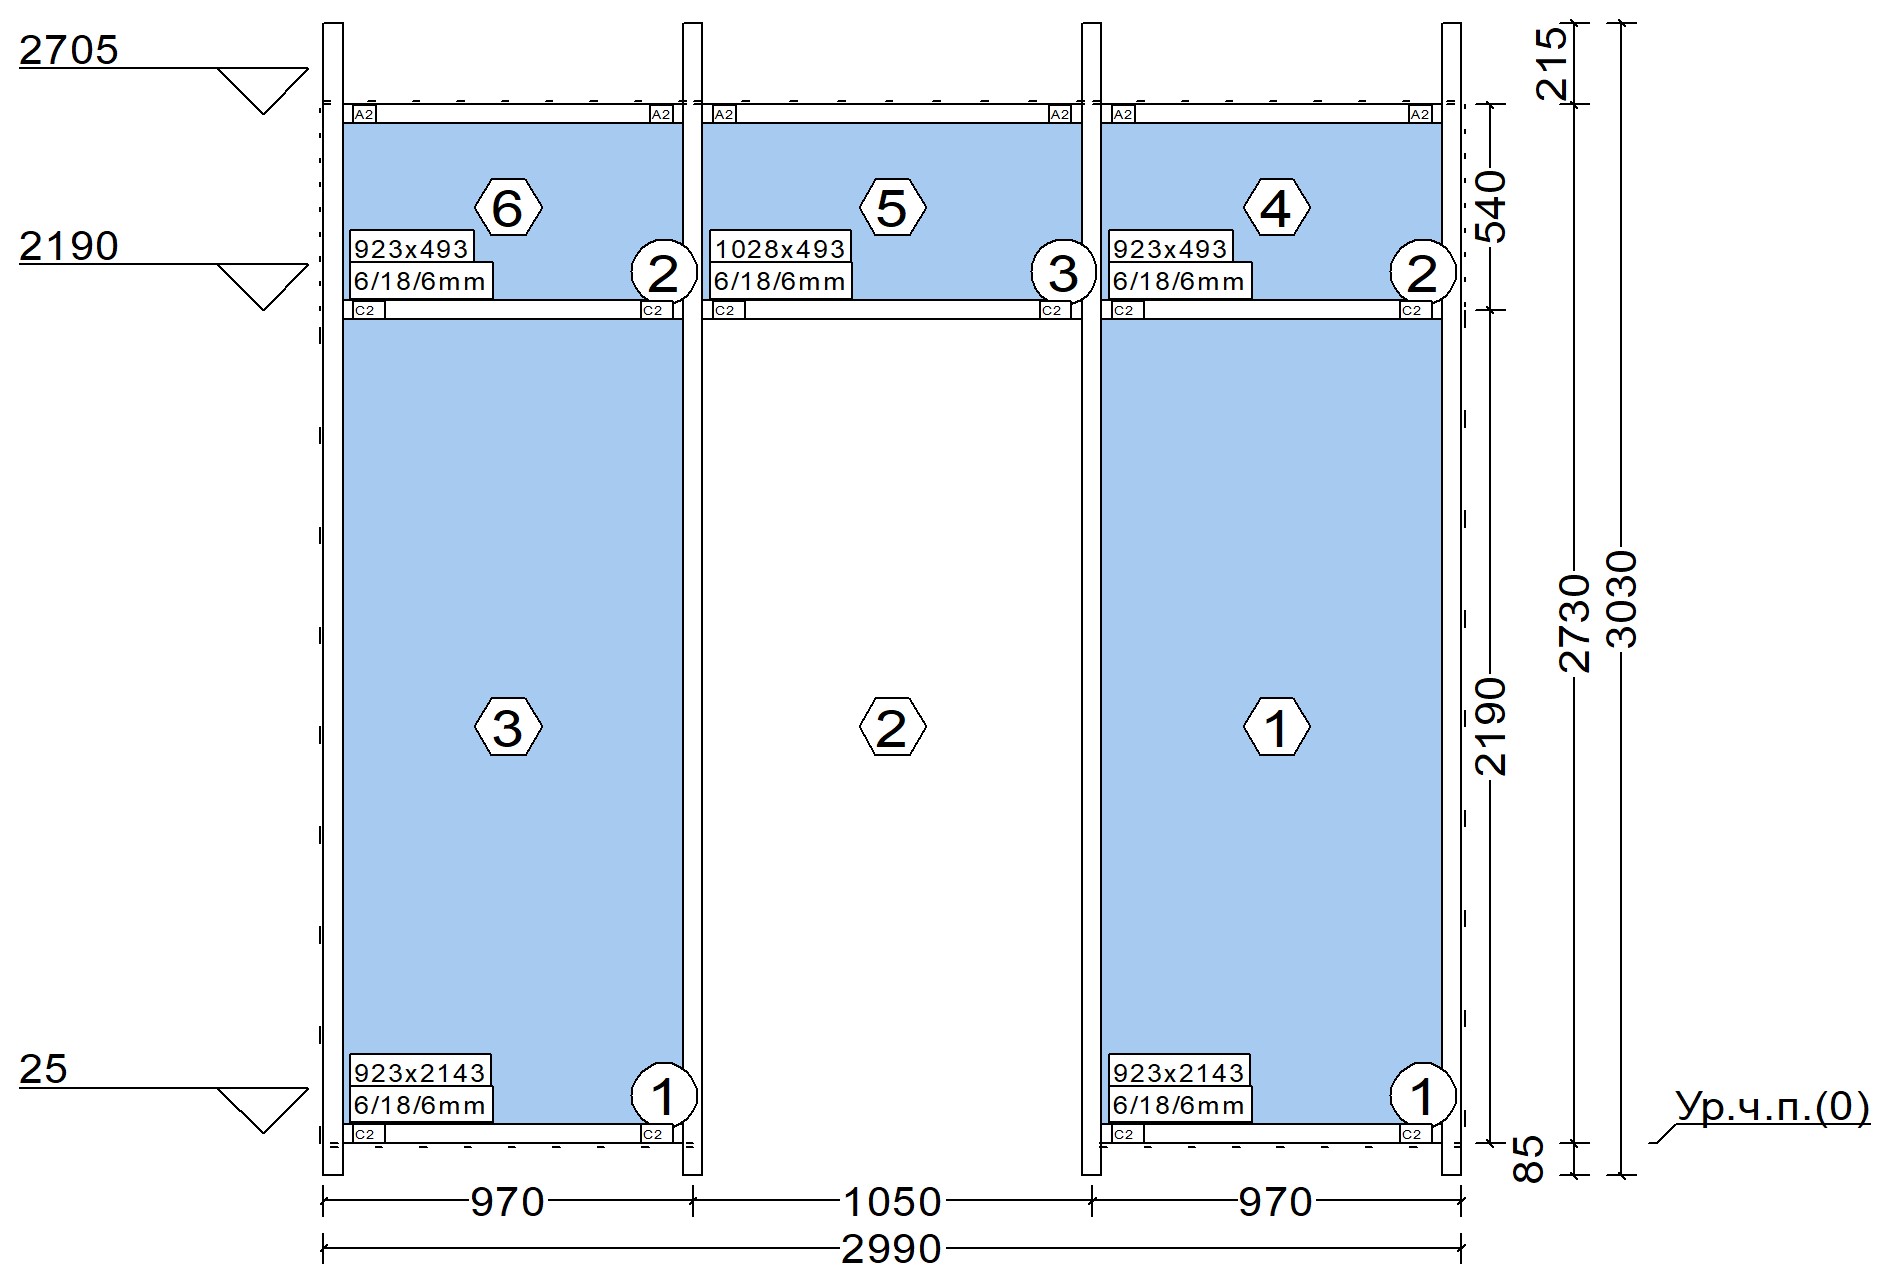 2705
215
A2 A2 A2 A2 A2 A2
6 5 4
540
2190
923x493 1028x493 923x493
6/18/6mm 2 6/18/6mm 3 6/18/6mm 2
C2 C2 C2 C2 C2 C2
3030
2730
2190
3 2 1
25
923x2143 923x2143
6/18/6mm 1 6/18/6mm 1
Ур.ч.п.(0)
C2 C2 C2 C2
85
970 1050 970
2990